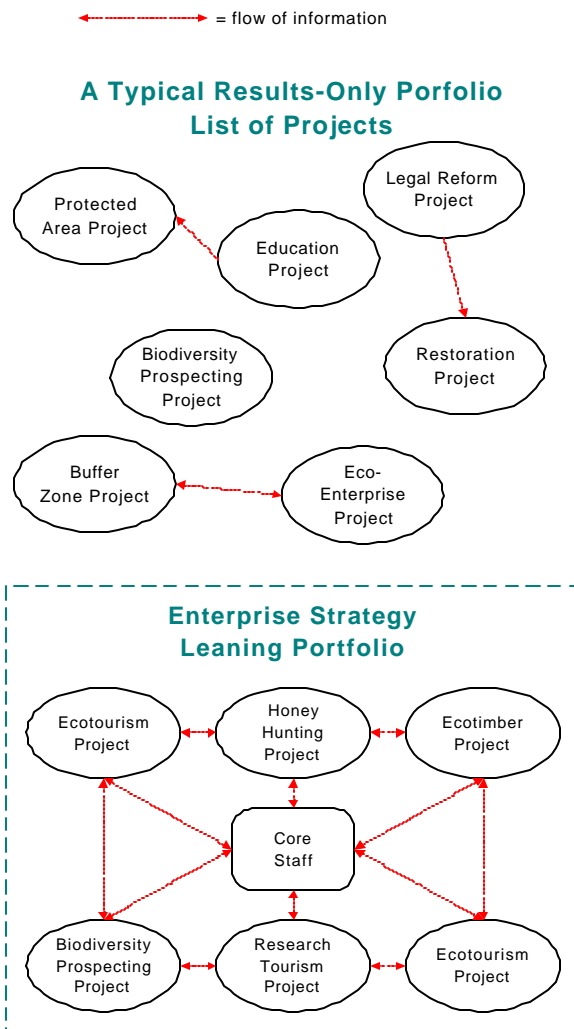 = flow of information
A Typical Results-Only Porfolio
List of Projects
Protected
Area Project
Legal Reform
Project
Education
Project
Biodiversity
Prospecting
Project
Restoration
Project
Buffer
Zone Project
Eco-
Enterprise
Project
Enterprise Strategy
Leaning Portfolio
Ecotourism
Project
Honey
Hunting
Project
Ecotimber
Project
Core
Staff
Biodiversity
Prospecting
Project
Research
Tourism
Project
Ecotourism
Project